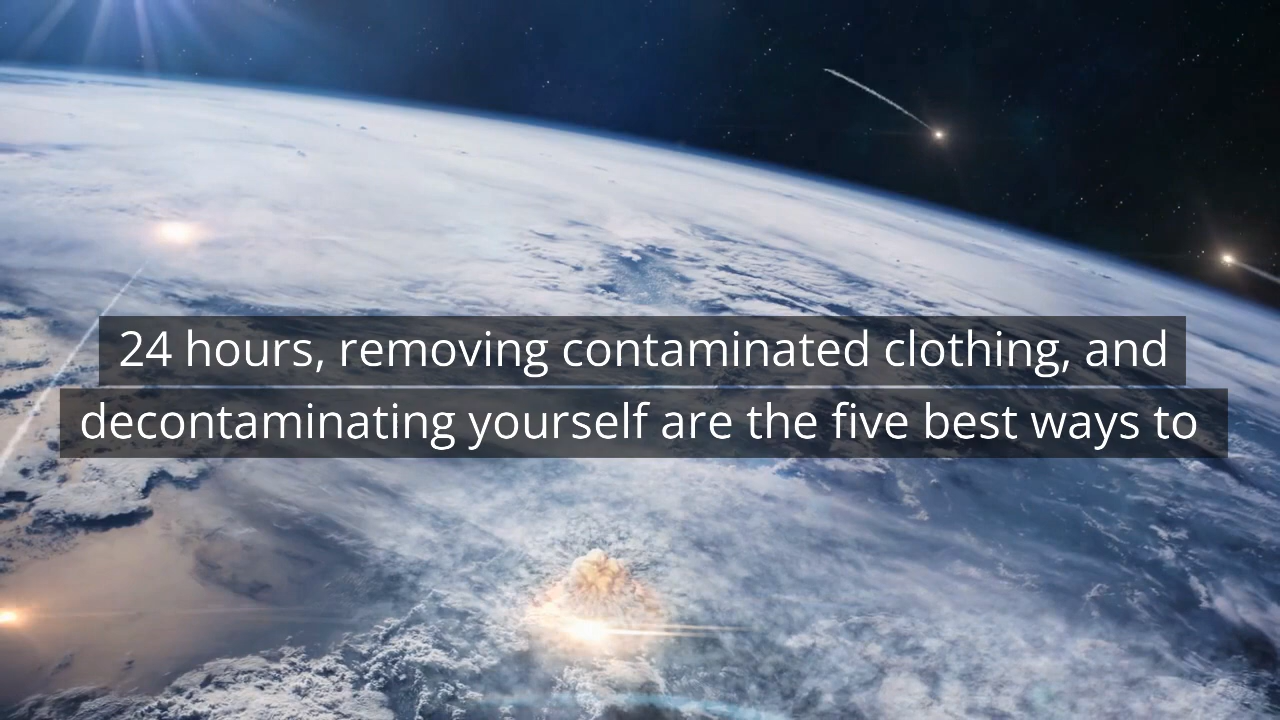 24 hours, removing contaminated clothing, and
decontaminating yourself are the five best ways to